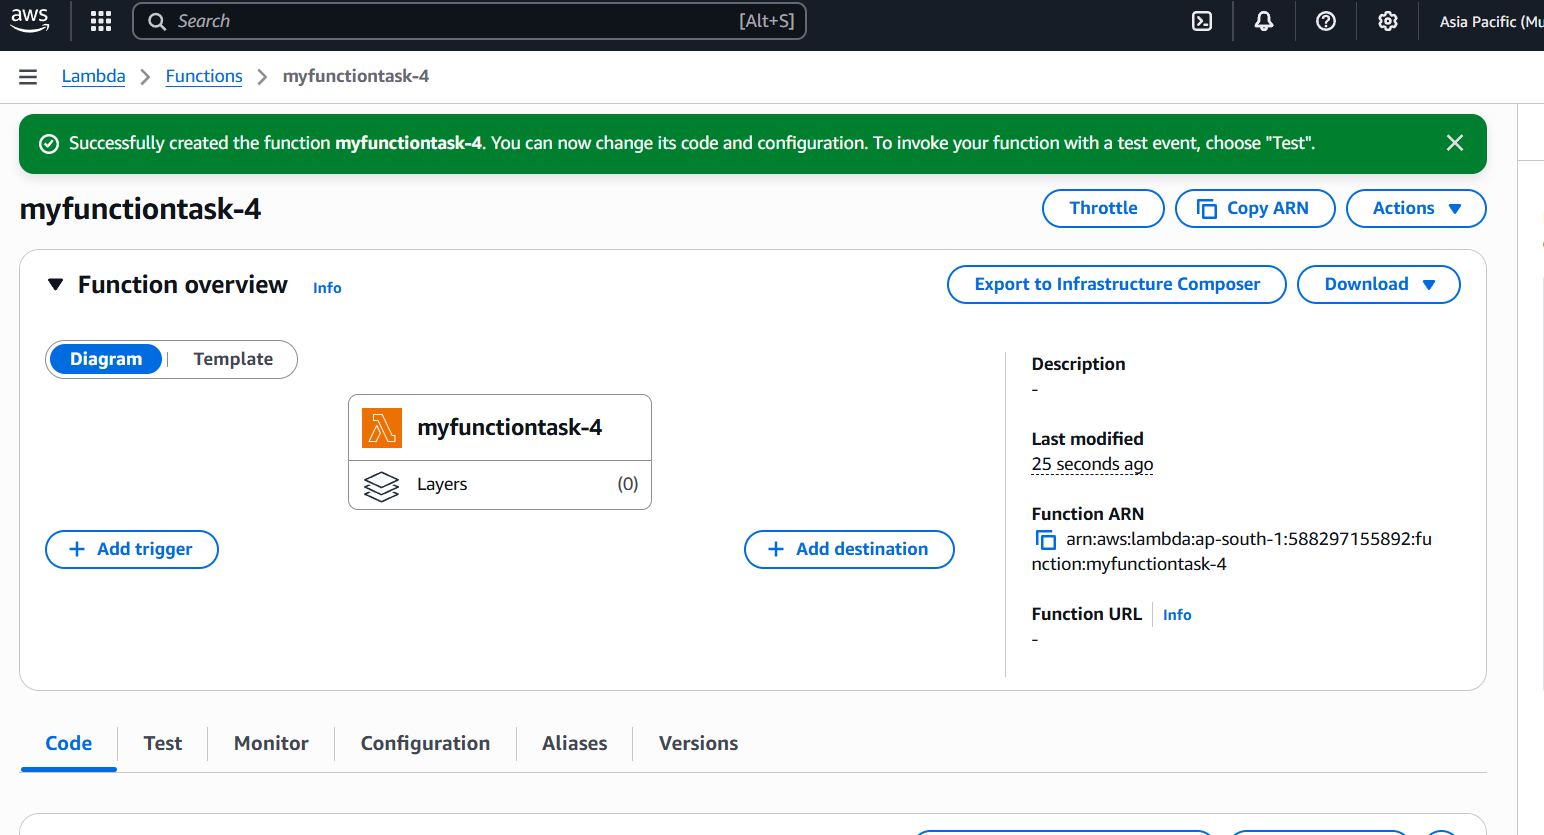 aws
Search [Alt+S]
Asia Pacific (Mu
Lambda Functions myfunctiontask-4
Successfully created the function myfunctiontask-4. You can now change its code and configuration. To invoke your function with a test event, choose "Test".
myfunctiontask-4
Throttle Copy ARN Actions
Function overview Info
Export to Infrastructure Composer Download
Diagram Template
myfunctiontask-4
Layers (0)
+ Add trigger
+ Add destination
Description
-
Last modified
25 seconds ago
Function ARN
arn:aws:lambda:ap-south-1:588297155892:fu
nction:myfunctiontask-4
Function URL Info
-
Code Test Monitor Configuration Aliases Versions